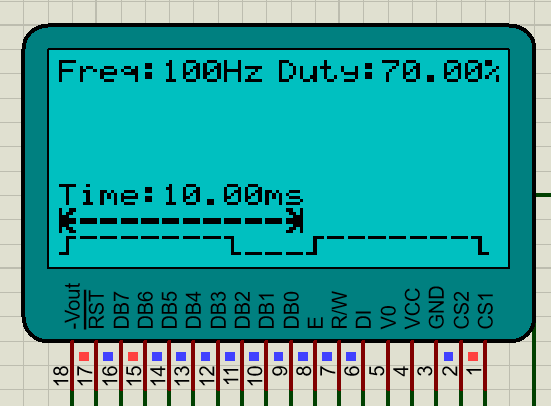 Freq:100Hz Duty:70.00%
Time:10.00ms
-Vout RST DB7 DB6 DB5 DB4 DB3 DB2 DB1 DB0 E R/W DI V0 VCC GND CS2 CS1
18 17 16 15 14 13 12 11 10 9 8 7 6 5 4 3 2 1